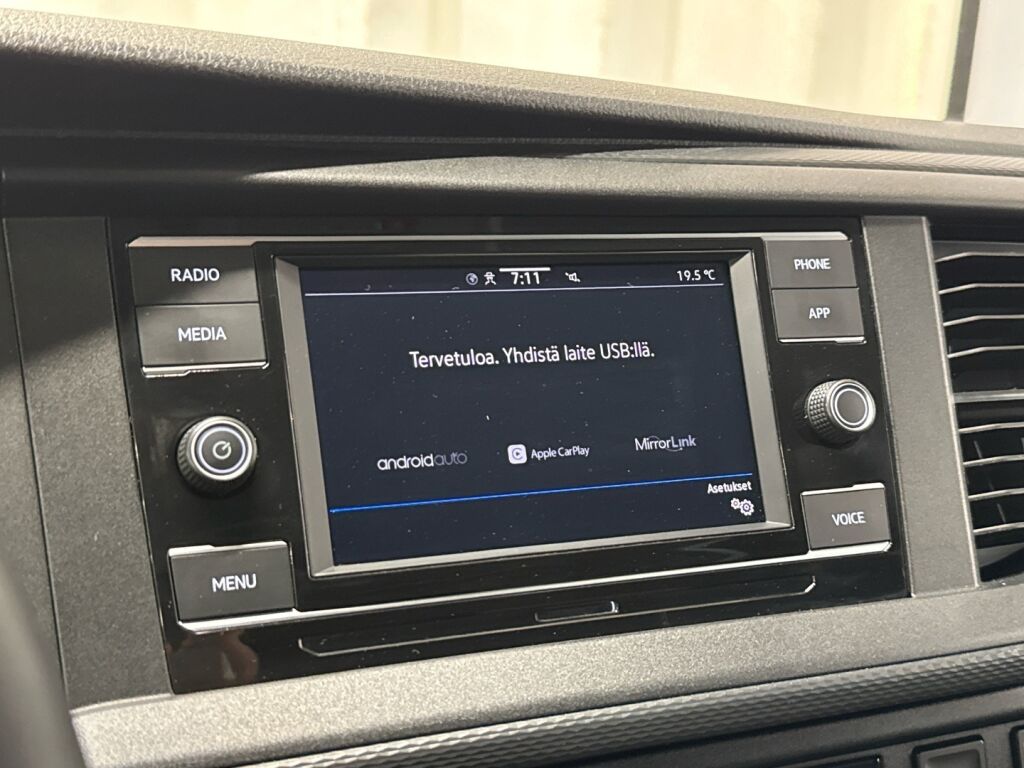 RADIO
MEDIA
MENU
7:11
19.5 °C
Tervetuloa. Yhdistä laite USB:llä.
androidauto
Apple CarPlay
MirrorLink
Asetukset
PHONE
APP
VOICE